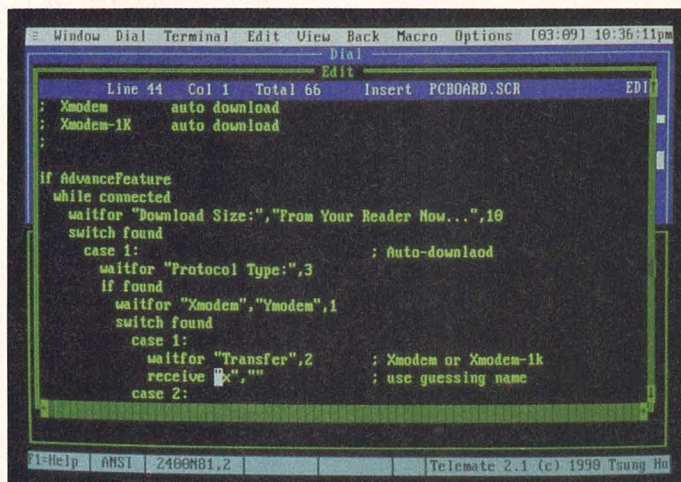 ≡ Window Dial Terminal Edit View Back Macro Options [03:09] 10:36:11pm
Dial
Edit
Line 44 Col 1 Total 66 Insert PCBOARD.SCR EDI
; Xmodem auto download
; Xmodem-1K auto download
;
if AdvanceFeature
while connected
waitfor "Download Size:","From Your Reader Now...",10
switch found
case 1: ; Auto-downlaod
waitfor "Protocol Type:",3
if found
waitfor "Xmodem","Ymodem",1
switch found
case 1:
waitfor "Transfer",2 ; Xmodem or Xmodem-1k
receive "x","" ; use guessing name
case 2:
F1=Help ANSI 2400N81,2 Telemate 2.1 (c) 1990 Tsung Hu